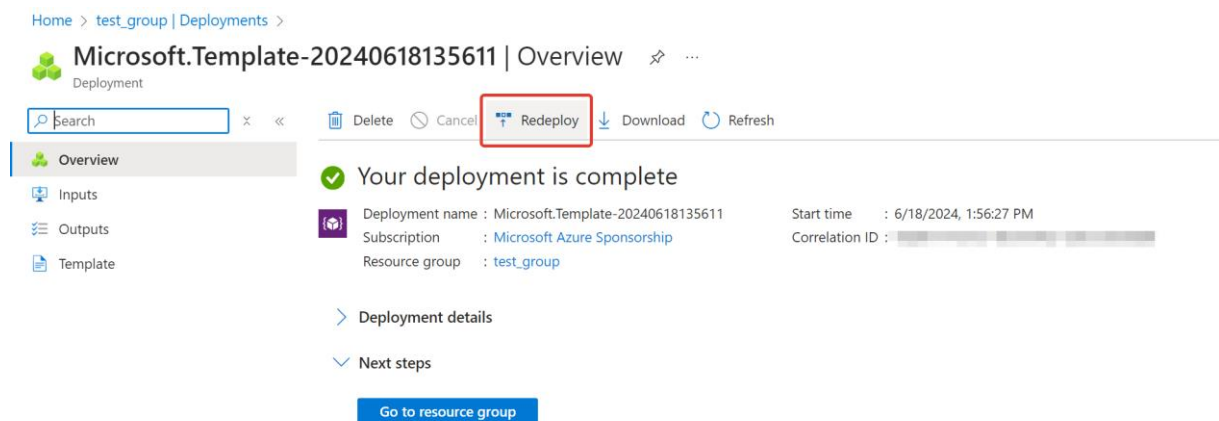 Home > test_group | Deployments >
Microsoft.Template-20240618135611 | Overview ...
Deployment
Search
Delete Cancel Redeploy Download Refresh
Overview
Inputs
Outputs
Template
Your deployment is complete
Deployment name : Microsoft.Template-20240618135611 Start time : 6/18/2024, 1:56:27 PM
Subscription : Microsoft Azure Sponsorship Correlation ID :
Resource group : test_group
Deployment details
Next steps
Go to resource group